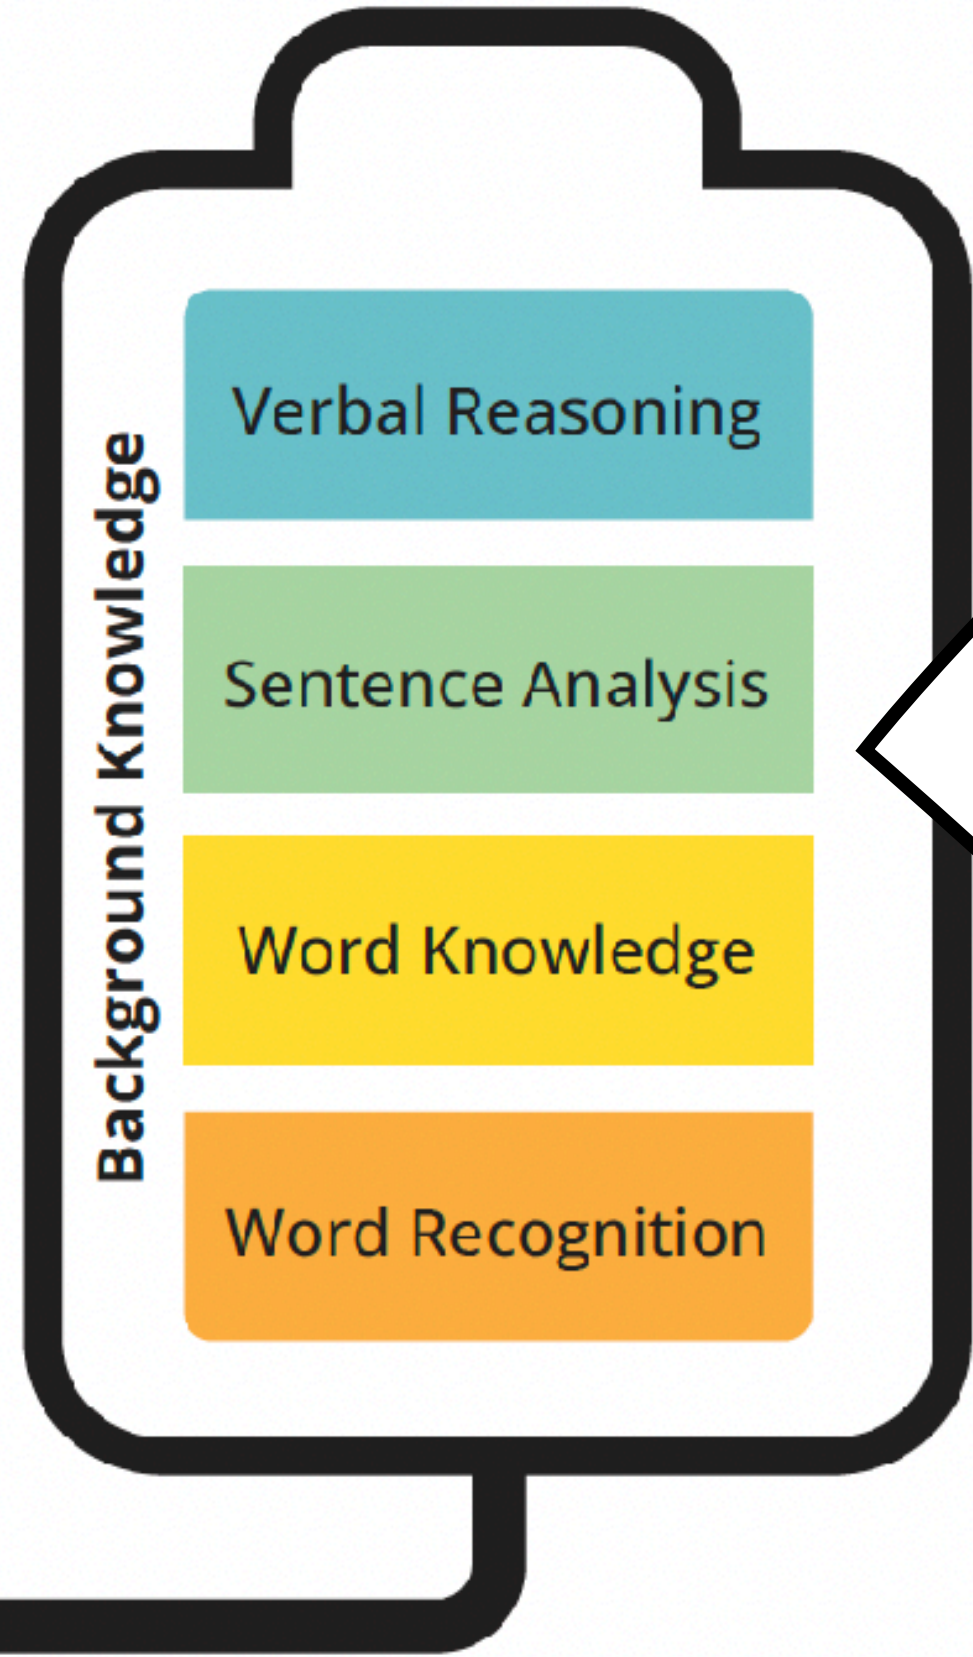 Background Knowledge
Verbal Reasoning
Sentence Analysis
Word Knowledge
Word Recognition